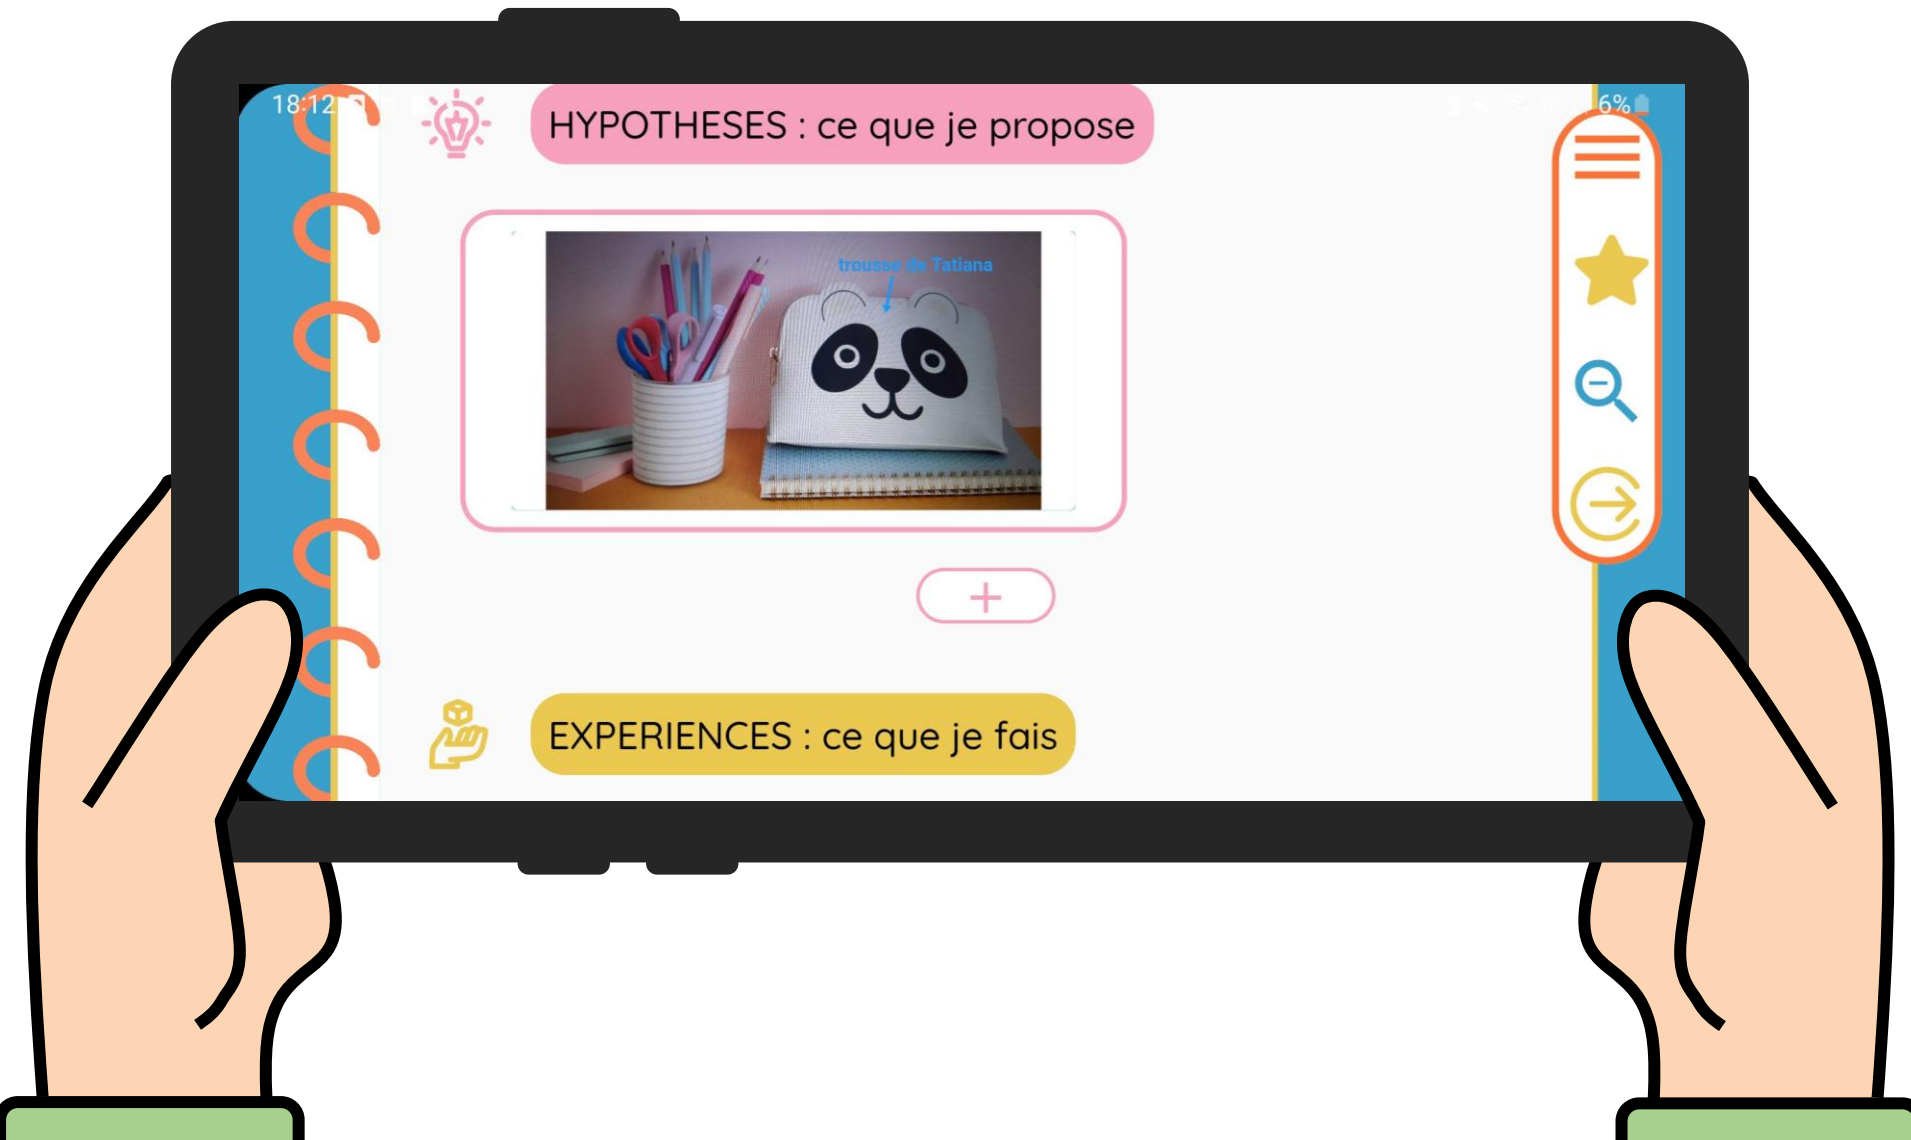 18:12
6%
HYPOTHESES : ce que je propose
trousse de Tatiana
EXPERIENCES : ce que je fais